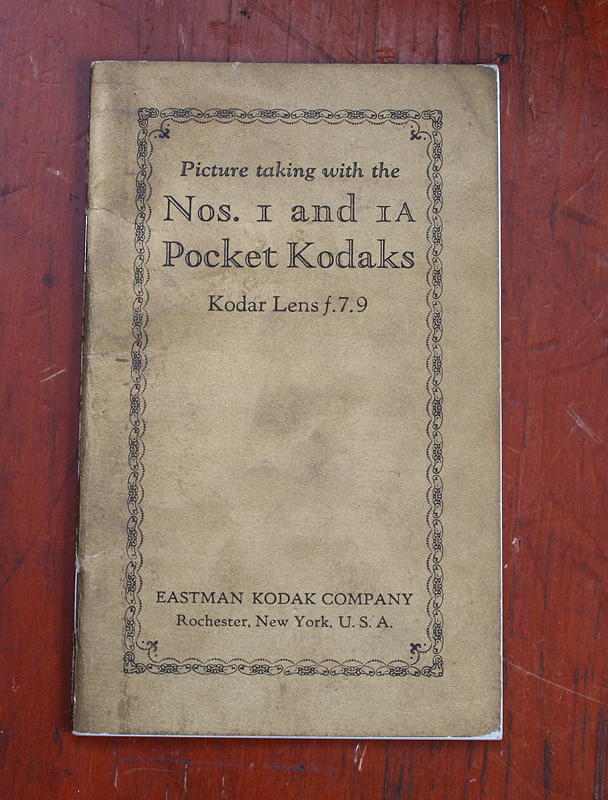 Picture taking with the
Nos. 1 and 1A
Pocket Kodaks
Kodar Lens f.7.9
EASTMAN KODAK COMPANY
Rochester, New York, U. S. A.